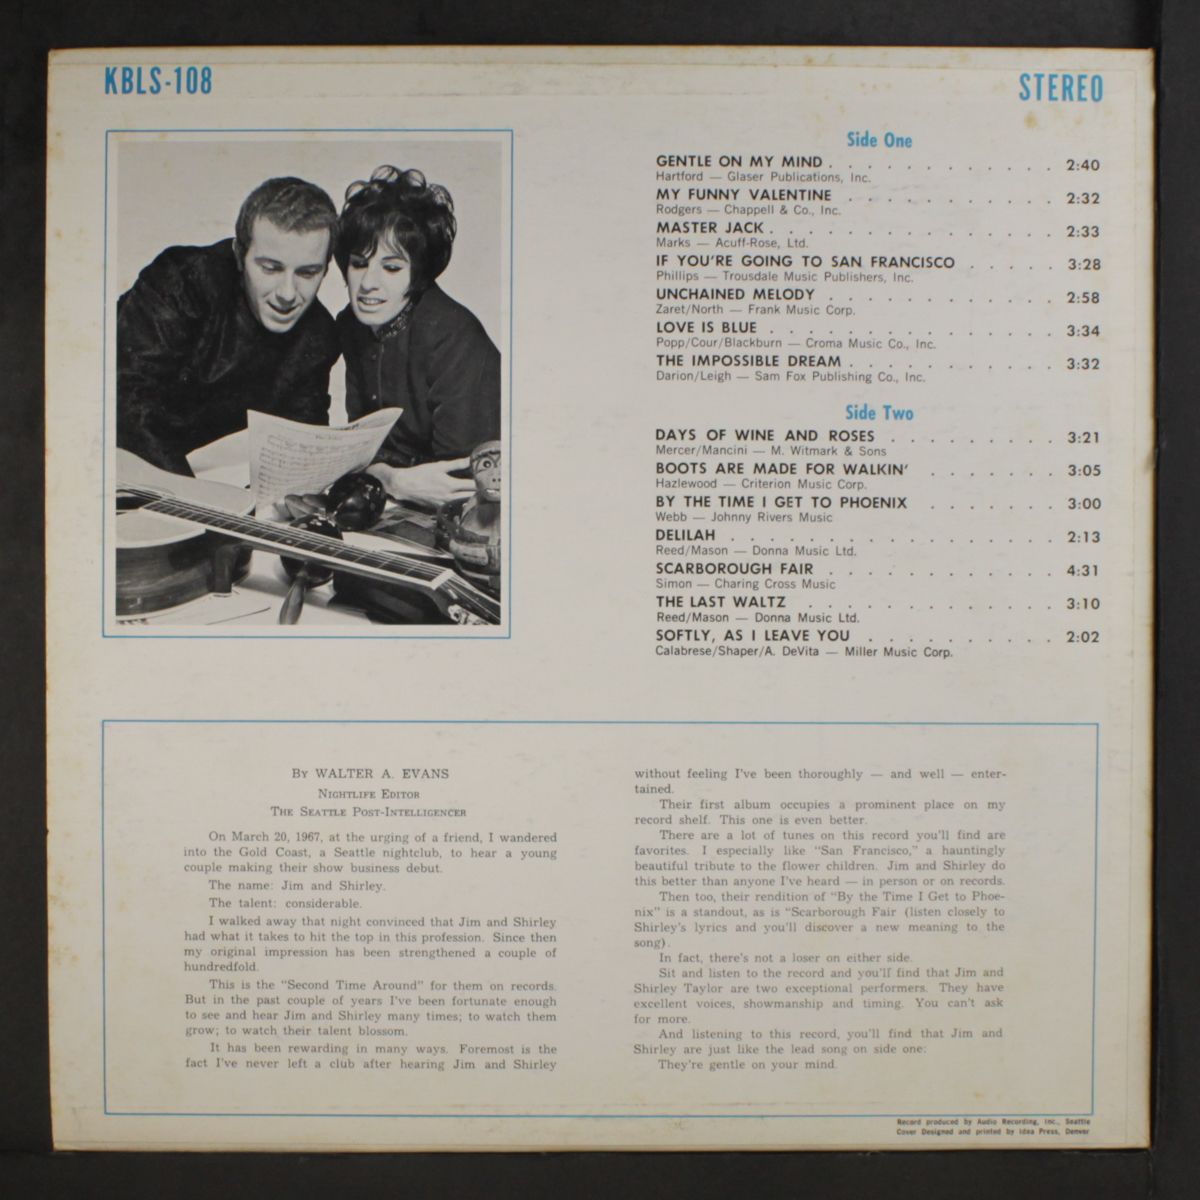 KBLS-108
STEREO
Side One
GENTLE ON MY MIND . . . . . . . . . . . . 2:40
Hartford — Glaser Publications, Inc.
MY FUNNY VALENTINE . . . . . . . . . . . 2:32
Rodgers — Chappell & Co., Inc.
MASTER JACK . . . . . . . . . . . . . . . 2:33
Marks — Acuff-Rose, Ltd.
IF YOU'RE GOING TO SAN FRANCISCO . . . . . 3:28
Phillips — Trousdale Music Publishers, Inc.
UNCHAINED MELODY . . . . . . . . . . . . 2:58
Zaret/North — Frank Music Corp.
LOVE IS BLUE . . . . . . . . . . . . . . . 3:34
Popp/Cour/Blackburn — Croma Music Co., Inc.
THE IMPOSSIBLE DREAM . . . . . . . . . . . 3:32
Darion/Leigh — Sam Fox Publishing Co., Inc.
Side Two
DAYS OF WINE AND ROSES . . . . . . . . . 3:21
Mercer/Mancini — M. Witmark & Sons
BOOTS ARE MADE FOR WALKIN' . . . . . . . 3:05
Hazlewood — Criterion Music Corp.
BY THE TIME I GET TO PHOENIX . . . . . . . 3:00
Webb — Johnny Rivers Music
DELILAH . . . . . . . . . . . . . . . . . 2:13
Reed/Mason — Donna Music Ltd.
SCARBOROUGH FAIR . . . . . . . . . . . . 4:31
Simon — Charing Cross Music
THE LAST WALTZ . . . . . . . . . . . . . 3:10
Reed/Mason — Donna Music Ltd.
SOFTLY, AS I LEAVE YOU . . . . . . . . . . 2:02
Calabrese/Shaper/A. DeVita — Miller Music Corp.
By WALTER A. EVANS
Nightlife Editor
The Seattle Post-Intelligencer
On March 20, 1967, at the urging of a friend, I wandered
into the Gold Coast, a Seattle nightclub, to hear a young
couple making their show business debut.
The name: Jim and Shirley.
The talent: considerable.
I walked away that night convinced that Jim and Shirley
had what it takes to hit the top in this profession. Since then
my original impression has been strengthened a couple of
hundredfold.
This is the "Second Time Around" for them on records.
But in the past couple of years I've been fortunate enough
to see and hear Jim and Shirley many times; to watch them
grow; to watch their talent blossom.
It has been rewarding in many ways. Foremost is the
fact I've never left a club after hearing Jim and Shirley
without feeling I've been thoroughly — and well — enter-
tained.
Their first album occupies a prominent place on my
record shelf. This one is even better.
There are a lot of tunes on this record you'll find are
favorites. I especially like "San Francisco," a hauntingly
beautiful tribute to the flower children. Jim and Shirley do
this better than anyone I've heard — in person or on records.
Then too, their rendition of "By the Time I Get to Phoe-
nix" is a standout, as is "Scarborough Fair (listen closely to
Shirley's lyrics and you'll discover a new meaning to the
song).
In fact, there's not a loser on either side.
Sit and listen to the record and you'll find that Jim and
Shirley Taylor are two exceptional performers. They have
excellent voices, showmanship and timing. You can't ask
for more.
And listening to this record, you'll find that Jim and
Shirley are just like the lead song on side one:
They're gentle on your mind.
Record produced by Audio Recording, Inc., Seattle
Cover Designed and printed by Idea Press, Denver